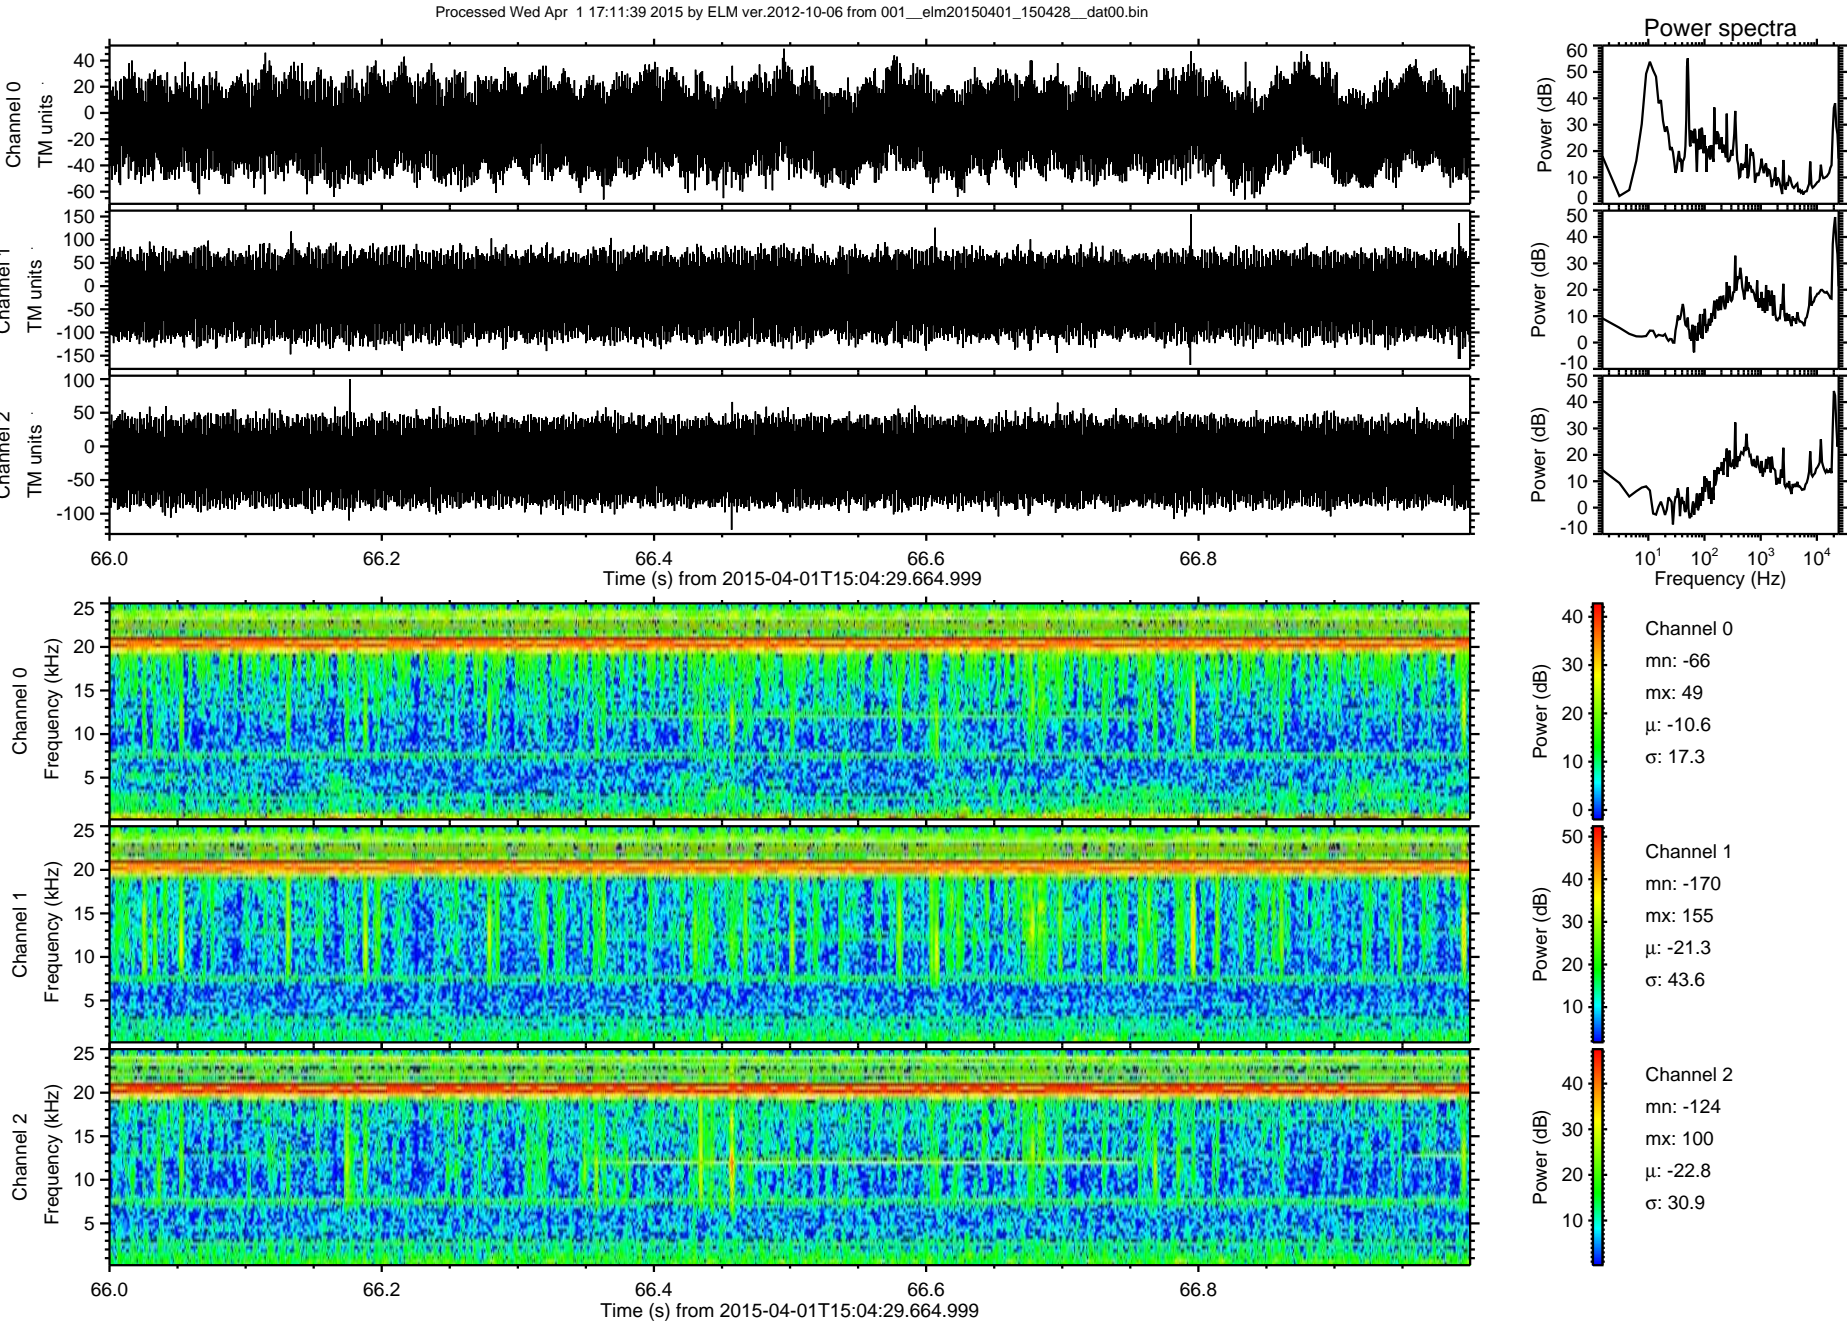 Processed Wed Apr  1 17:11:39 2015 by ELM ver.2012-10-06 from 001__elm20150401_150428__dat00.bin
Power spectra
Channel 0
TM units
40
20
0
-20
-40
-60
Power (dB)
60
50
40
30
20
10
0
Channel 1
TM units
150
100
50
0
-50
-100
-150
Power (dB)
50
40
30
20
10
0
-10
Channel 2
TM units
100
50
0
-50
-100
Power (dB)
50
40
30
20
10
0
-10
66.0 66.2 66.4 66.6 66.8
Time (s) from 2015-04-01T15:04:29.664.999
10¹ 10² 10³ 10⁴
Frequency (Hz)
Channel 0
Frequency (kHz)
25
20
15
10
5
Power (dB)
40
30
20
10
0
Channel 0
mn: -66
mx: 49
μ: -10.6
σ: 17.3
Channel 1
Frequency (kHz)
25
20
15
10
5
Power (dB)
50
40
30
20
10
Channel 1
mn: -170
mx: 155
μ: -21.3
σ: 43.6
Channel 2
Frequency (kHz)
25
20
15
10
5
Power (dB)
40
30
20
10
Channel 2
mn: -124
mx: 100
μ: -22.8
σ: 30.9
66.0 66.2 66.4 66.6 66.8
Time (s) from 2015-04-01T15:04:29.664.999